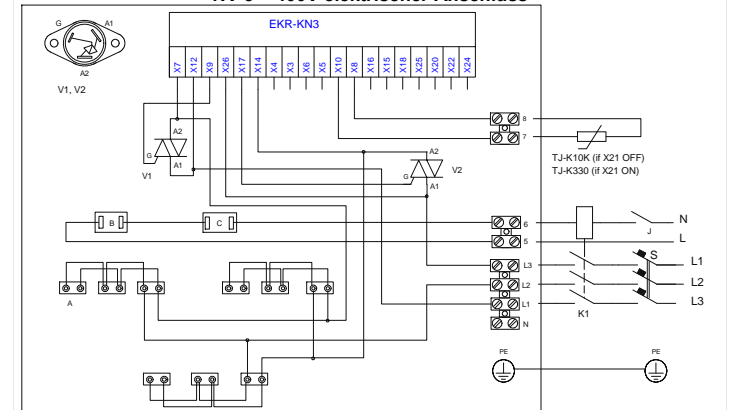 G A1
A2
V1, V2
EKR-KN3
X7 X12 X9 X26 X17 X14 X4 X3 X6 X5 X10 X8 X16 X15 X18 X25 X20 X22 X24
8
7
TJ-K10K (if X21 OFF)
TJ-K330 (if X21 ON)
A2
G
A1
V1
A2
V2
G
A1
B
C
6
5
J
N
L
L3
L2
L1
N
S
L1
L2
L3
K1
A
PE
PE